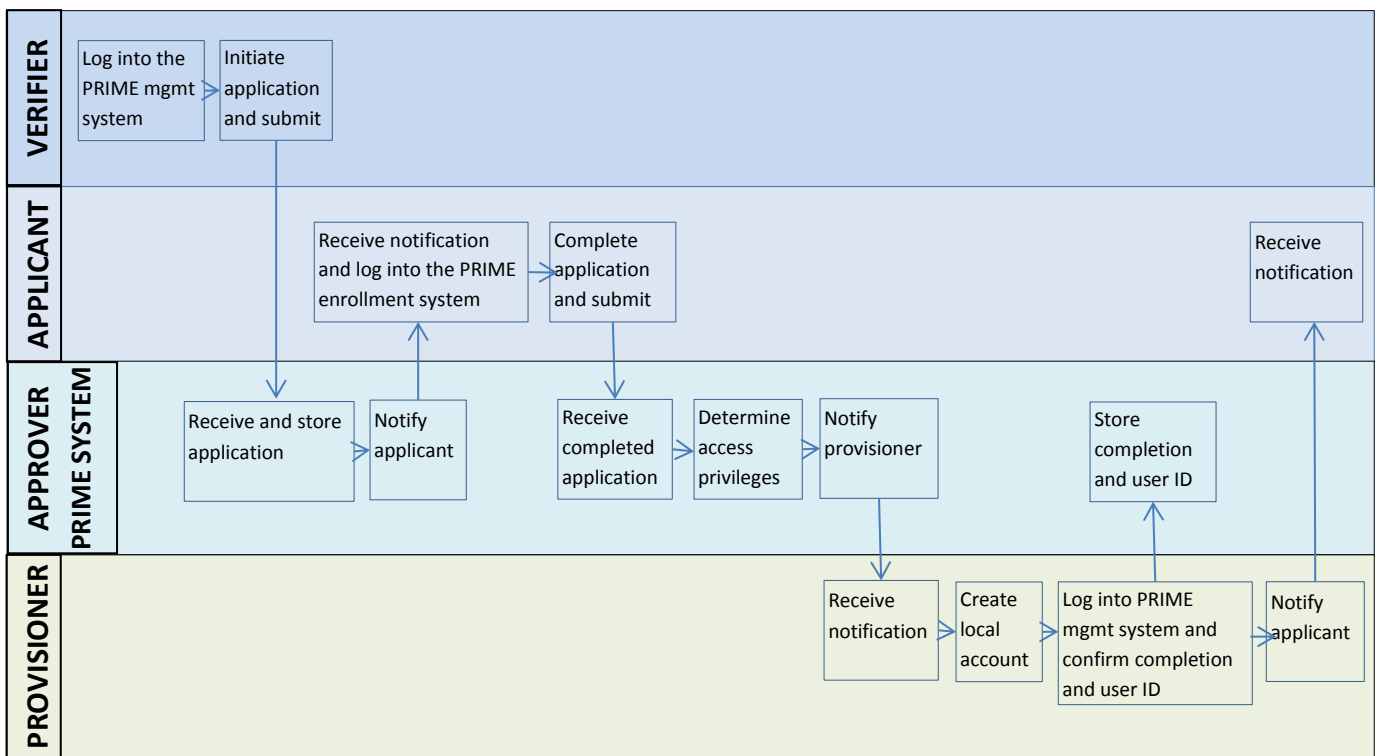 VERIFIER
Log into the
PRIME mgmt
system
Initiate
application
and submit
APPLICANT
Receive notification
and log into the PRIME
enrollment system
Complete
application
and submit
Receive
notification
APPROVER
PRIME SYSTEM
Receive and store
application
Notify
applicant
Receive
completed
application
Determine
access
privileges
Notify
provisioner
Store
completion
and user ID
PROVISIONER
Receive
notification
Create
local
account
Log into PRIME
mgmt system and
confirm completion
and user ID
Notify
applicant